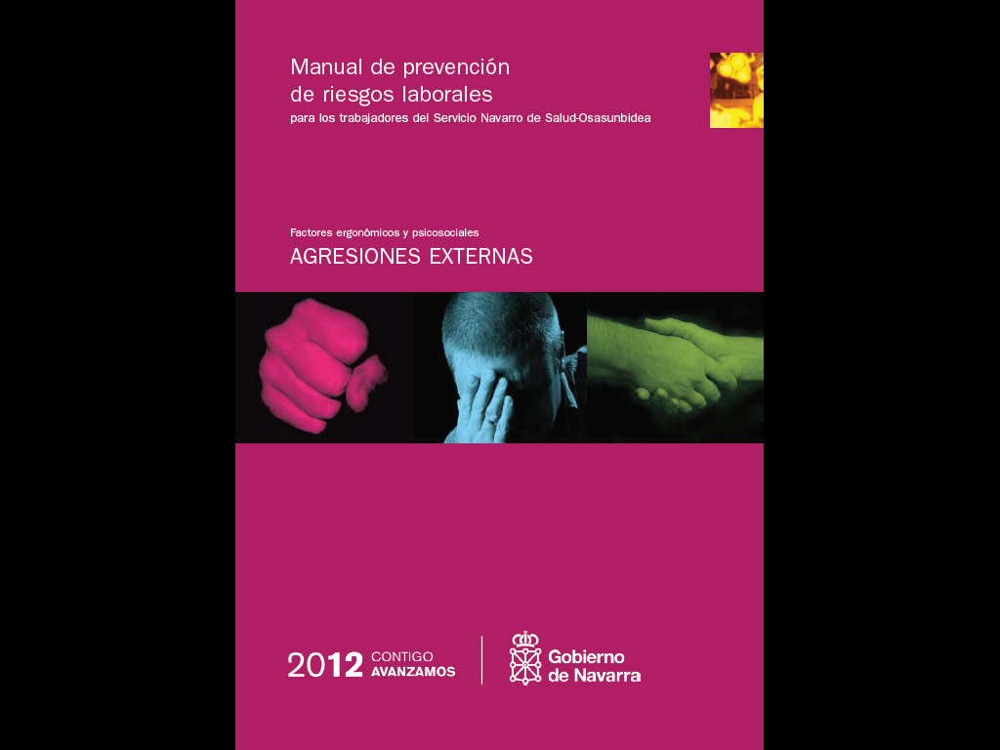 Manual de prevención
de riesgos laborales
para los trabajadores del Servicio Navarro de Salud-Osasunbidea
Factores ergonómicos y psicosociales
AGRESIONES EXTERNAS
2012 CONTIGO
AVANZAMOS
Gobierno
de Navarra